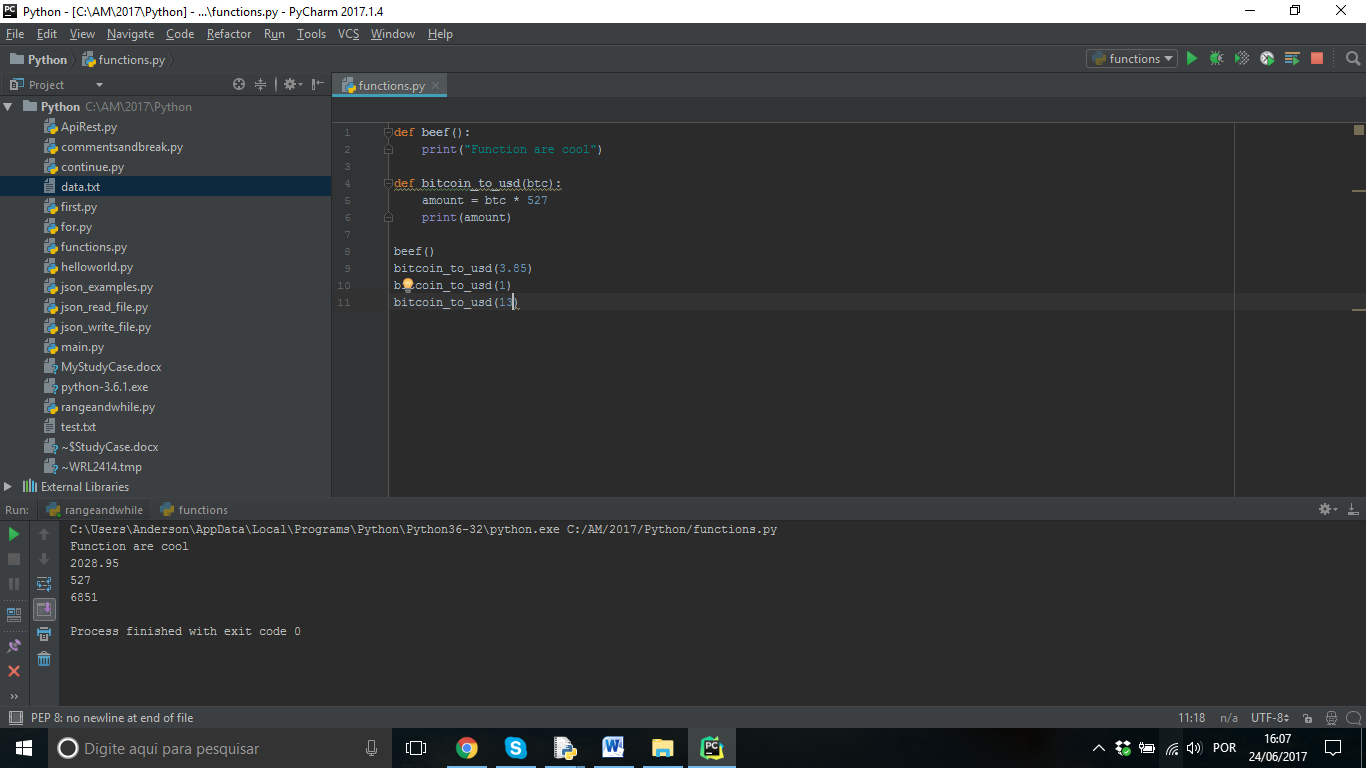 Python - [C:\AM\2017\Python] - ...\functions.py - PyCharm 2017.1.4
File Edit View Navigate Code Refactor Run Tools VCS Window Help
Python functions.py functions
Project
functions.py
Python C:\AM\2017\Python
ApiRest.py
commentsandbreak.py
continue.py
data.txt
first.py
for.py
functions.py
helloworld.py
json_examples.py
json_read_file.py
json_write_file.py
main.py
MyStudyCase.docx
python-3.6.1.exe
rangeandwhile.py
test.txt
~$StudyCase.docx
~WRL2414.tmp
External Libraries
1 def beef():
2 print("Function are cool")
3
4 def bitcoin_to_usd(btc):
5 amount = btc * 527
6 print(amount)
7
8 beef()
9 bitcoin_to_usd(3.85)
10 bitcoin_to_usd(1)
11 bitcoin_to_usd(13)
Run: rangeandwhile functions
C:\Users\Anderson\AppData\Local\Programs\Python\Python36-32\python.exe C:/AM/2017/Python/functions.py
Function are cool
2028.95
527
6851
Process finished with exit code 0
PEP 8: no newline at end of file 11:18 n/a UTF-8
Digite aqui para pesquisar
POR
16:07
24/06/2017